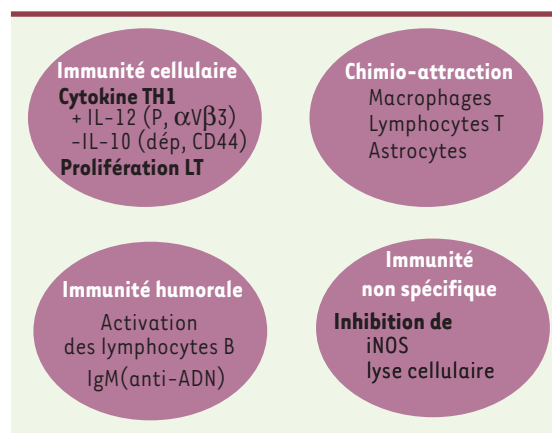 Immunité cellulaire
Cytokine TH1
+ IL-12 (P, αVβ3)
-IL-10 (dép, CD44)
Prolifération LT
Chimio-attraction
Macrophages
Lymphocytes T
Astrocytes
Immunité humorale
Activation
des lymphocytes B
IgM(anti-ADN)
Immunité
non spécifique
Inhibition de
iNOS
lyse cellulaire